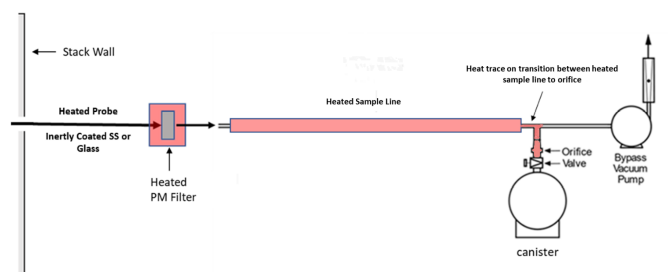 Stack Wall
Heated Probe
Inertly Coated SS or
Glass
Heated
PM Filter
Heated Sample Line
Heat trace on transition between heated
sample line to orifice
Orifice
Valve
Bypass
Vacuum
Pump
canister